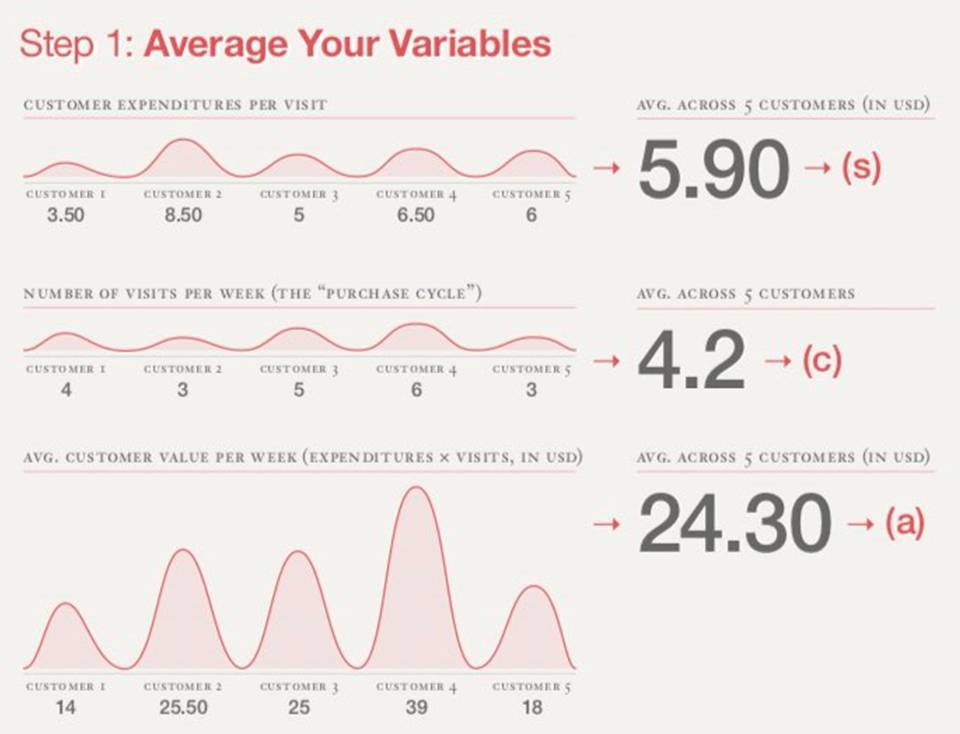 Step 1: Average Your Variables
CUSTOMER EXPENDITURES PER VISIT
AVG. ACROSS 5 CUSTOMERS (IN USD)
→ 5.90 → (s)
CUSTOMER 1 CUSTOMER 2 CUSTOMER 3 CUSTOMER 4 CUSTOMER 5
3.50 8.50 5 6.50 6
NUMBER OF VISITS PER WEEK (THE “PURCHASE CYCLE”)
AVG. ACROSS 5 CUSTOMERS
→ 4.2 → (c)
CUSTOMER 1 CUSTOMER 2 CUSTOMER 3 CUSTOMER 4 CUSTOMER 5
4 3 5 6 3
AVG. CUSTOMER VALUE PER WEEK (EXPENDITURES × VISITS, IN USD)
AVG. ACROSS 5 CUSTOMERS (IN USD)
→ 24.30 → (a)
CUSTOMER 1 CUSTOMER 2 CUSTOMER 3 CUSTOMER 4 CUSTOMER 5
14 25.50 25 39 18